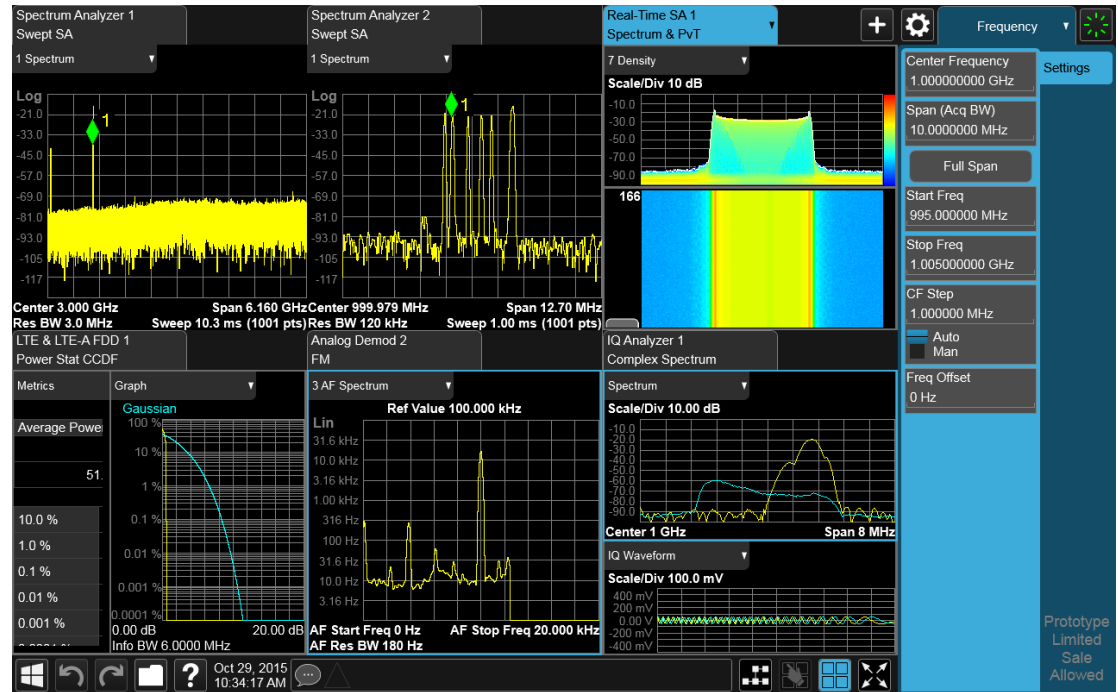 Spectrum Analyzer 1
Swept SA
1 Spectrum
Log
1
-21.0
-33.0
-45.0
-57.0
-69.0
-81.0
-93.0
-105
-117
Center 3.000 GHz
Span 6.160 GHz
Res BW 3.0 MHz
Sweep 10.3 ms (1001 pts)
Spectrum Analyzer 2
Swept SA
1 Spectrum
Log
1
-21.0
-33.0
-45.0
-57.0
-69.0
-81.0
-93.0
-105
-117
Center 999.979 MHz
Span 12.70 MHz
Res BW 120 kHz
Sweep 1.00 ms (1001 pts)
Real-Time SA 1
Spectrum & PvT
7 Density
Scale/Div 10 dB
-10.0
-30.0
-50.0
-70.0
-90.0
166
LTE & LTE-A FDD 1
Power Stat CCDF
Metrics
Average Power
51.
10.0 %
1.0 %
0.1 %
0.01 %
0.001 %
Graph
Gaussian
100 %
10 %
1 %
0.1 %
0.01 %
0.001 %
0.0001 %
0.00 dB
20.00 dB
Info BW 6.0000 MHz
Analog Demod 2
FM
3 AF Spectrum
Ref Value 100.000 kHz
Lin
31.6 kHz
10.0 kHz
3.16 kHz
1.00 kHz
316 Hz
100 Hz
31.6 Hz
10.0 Hz
3.16 Hz
AF Start Freq 0 Hz
AF Stop Freq 20.000 kHz
AF Res BW 180 Hz
IQ Analyzer 1
Complex Spectrum
Spectrum
Scale/Div 10.00 dB
-10.0
-20.0
-30.0
-40.0
-50.0
-60.0
-70.0
-80.0
-90.0
Center 1 GHz
Span 8 MHz
IQ Waveform
Scale/Div 100.0 mV
400 mV
200 mV
0.00 V
-200 mV
-400 mV
Frequency
Settings
Center Frequency
1.000000000 GHz
Span (Acq BW)
10.0000000 MHz
Full Span
Start Freq
995.000000 MHz
Stop Freq
1.005000000 GHz
CF Step
1.000000 MHz
Auto
Man
Freq Offset
0 Hz
Prototype
Limited
Sale
Allowed
?
Oct 29, 2015
10:34:17 AM